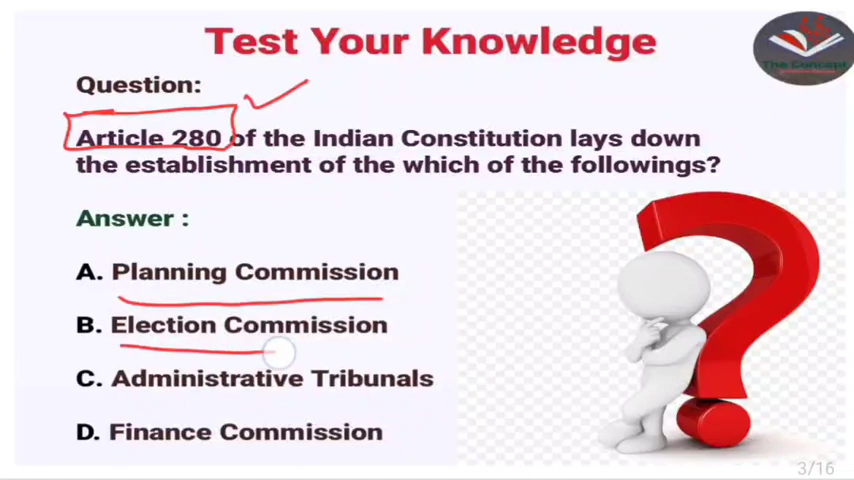 Test Your Knowledge
The Concept
Question:
Article 280 of the Indian Constitution lays down
the establishment of the which of the followings?
Answer :
A. Planning Commission
B. Election Commission
C. Administrative Tribunals
D. Finance Commission
3/16